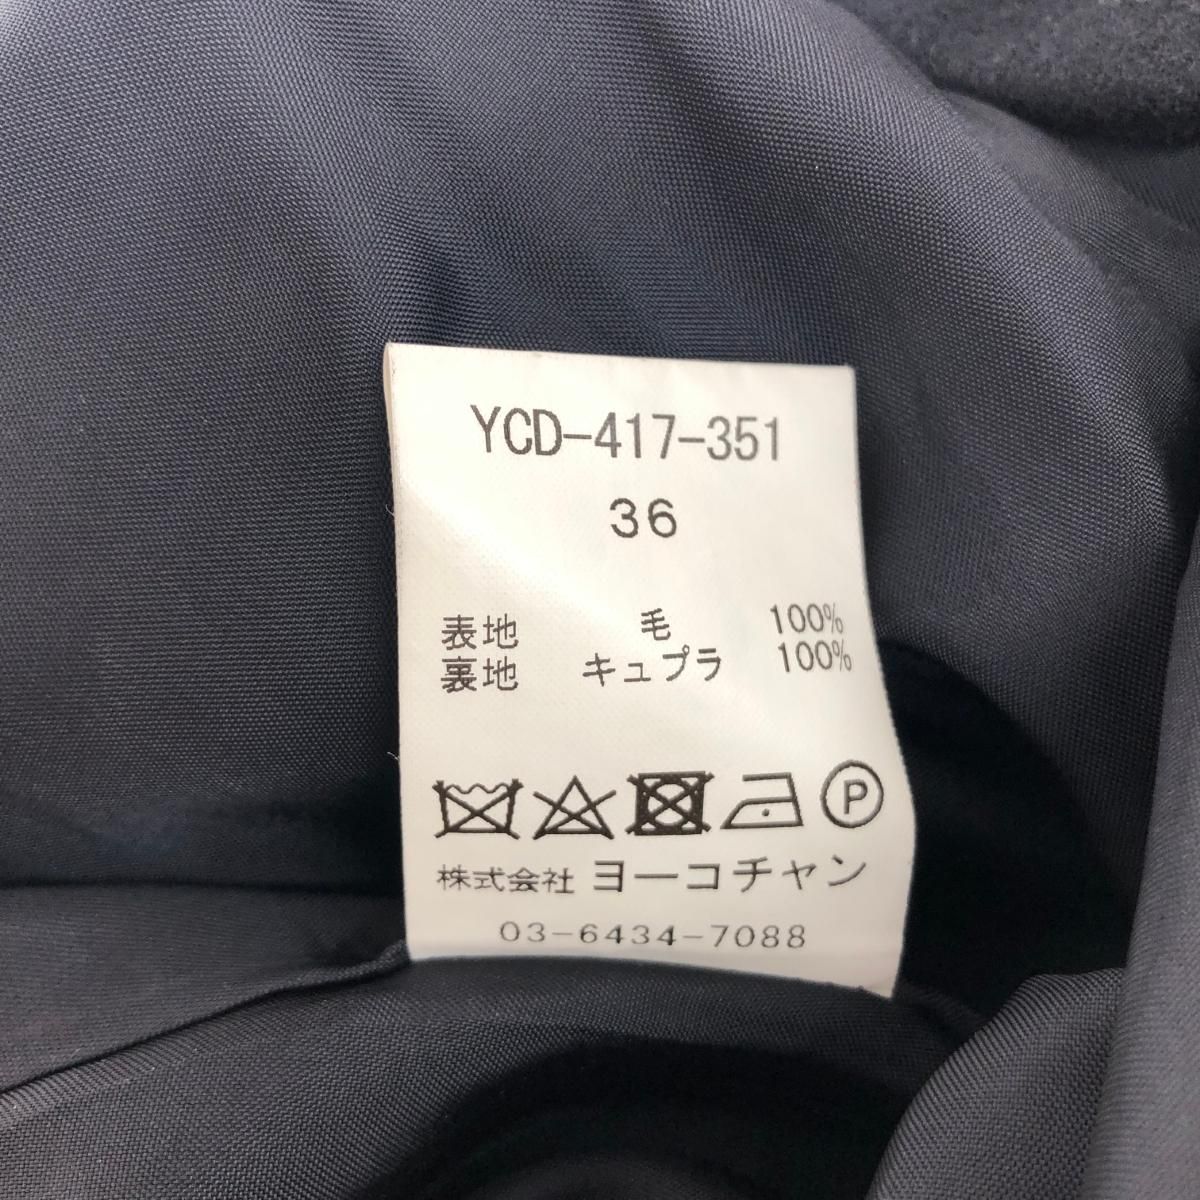 YCD-417-351
36
表地 毛 100%
裏地 キュプラ 100%
P
株式会社 ヨーコチャン
03-6434-7088